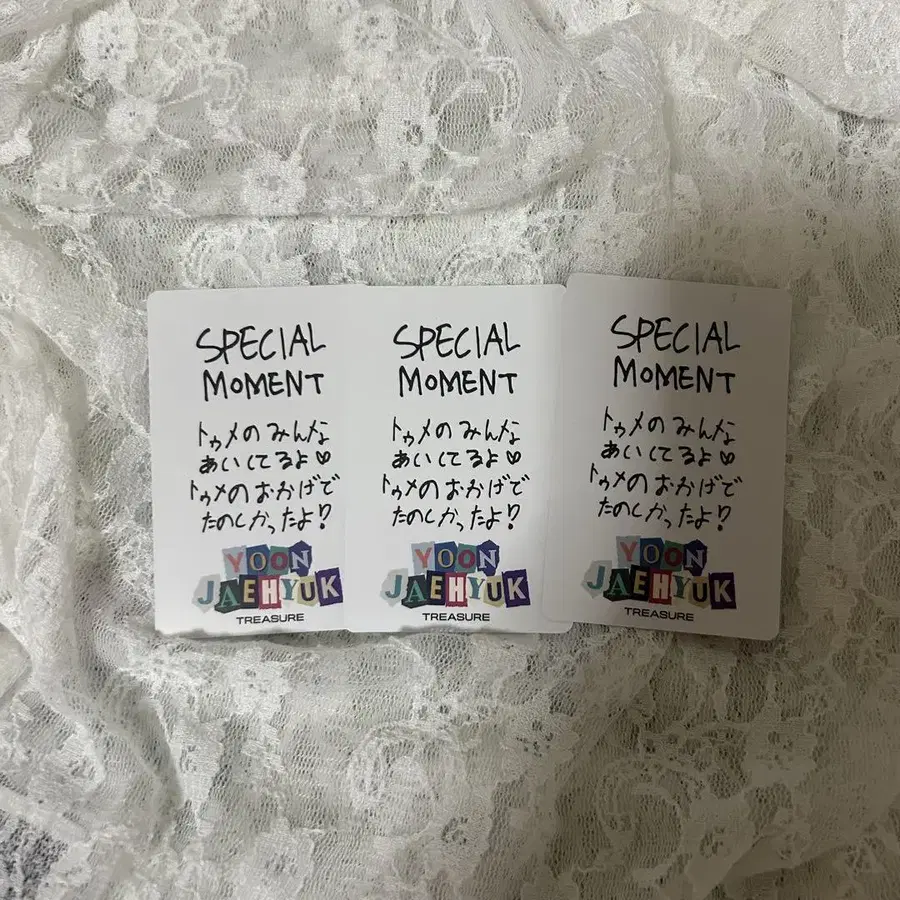 SPECIAL
MOMENT
トゥメの みんな
あいしてるよ♡
トゥメの おかげで
たのしかったよ!?
YOON
JAEHYUK
TREASURE
SPECIAL
MOMENT
トゥメの みんな
あいしてるよ♡
トゥメの おかげで
たのしかったよ!?
YOON
JAEHYUK
TREASURE
SPECIAL
MOMENT
トゥメの みんな
あいしてるよ♡
トゥメの おかげで
たのしかったよ!?
YOON
JAEHYUK
TREASURE